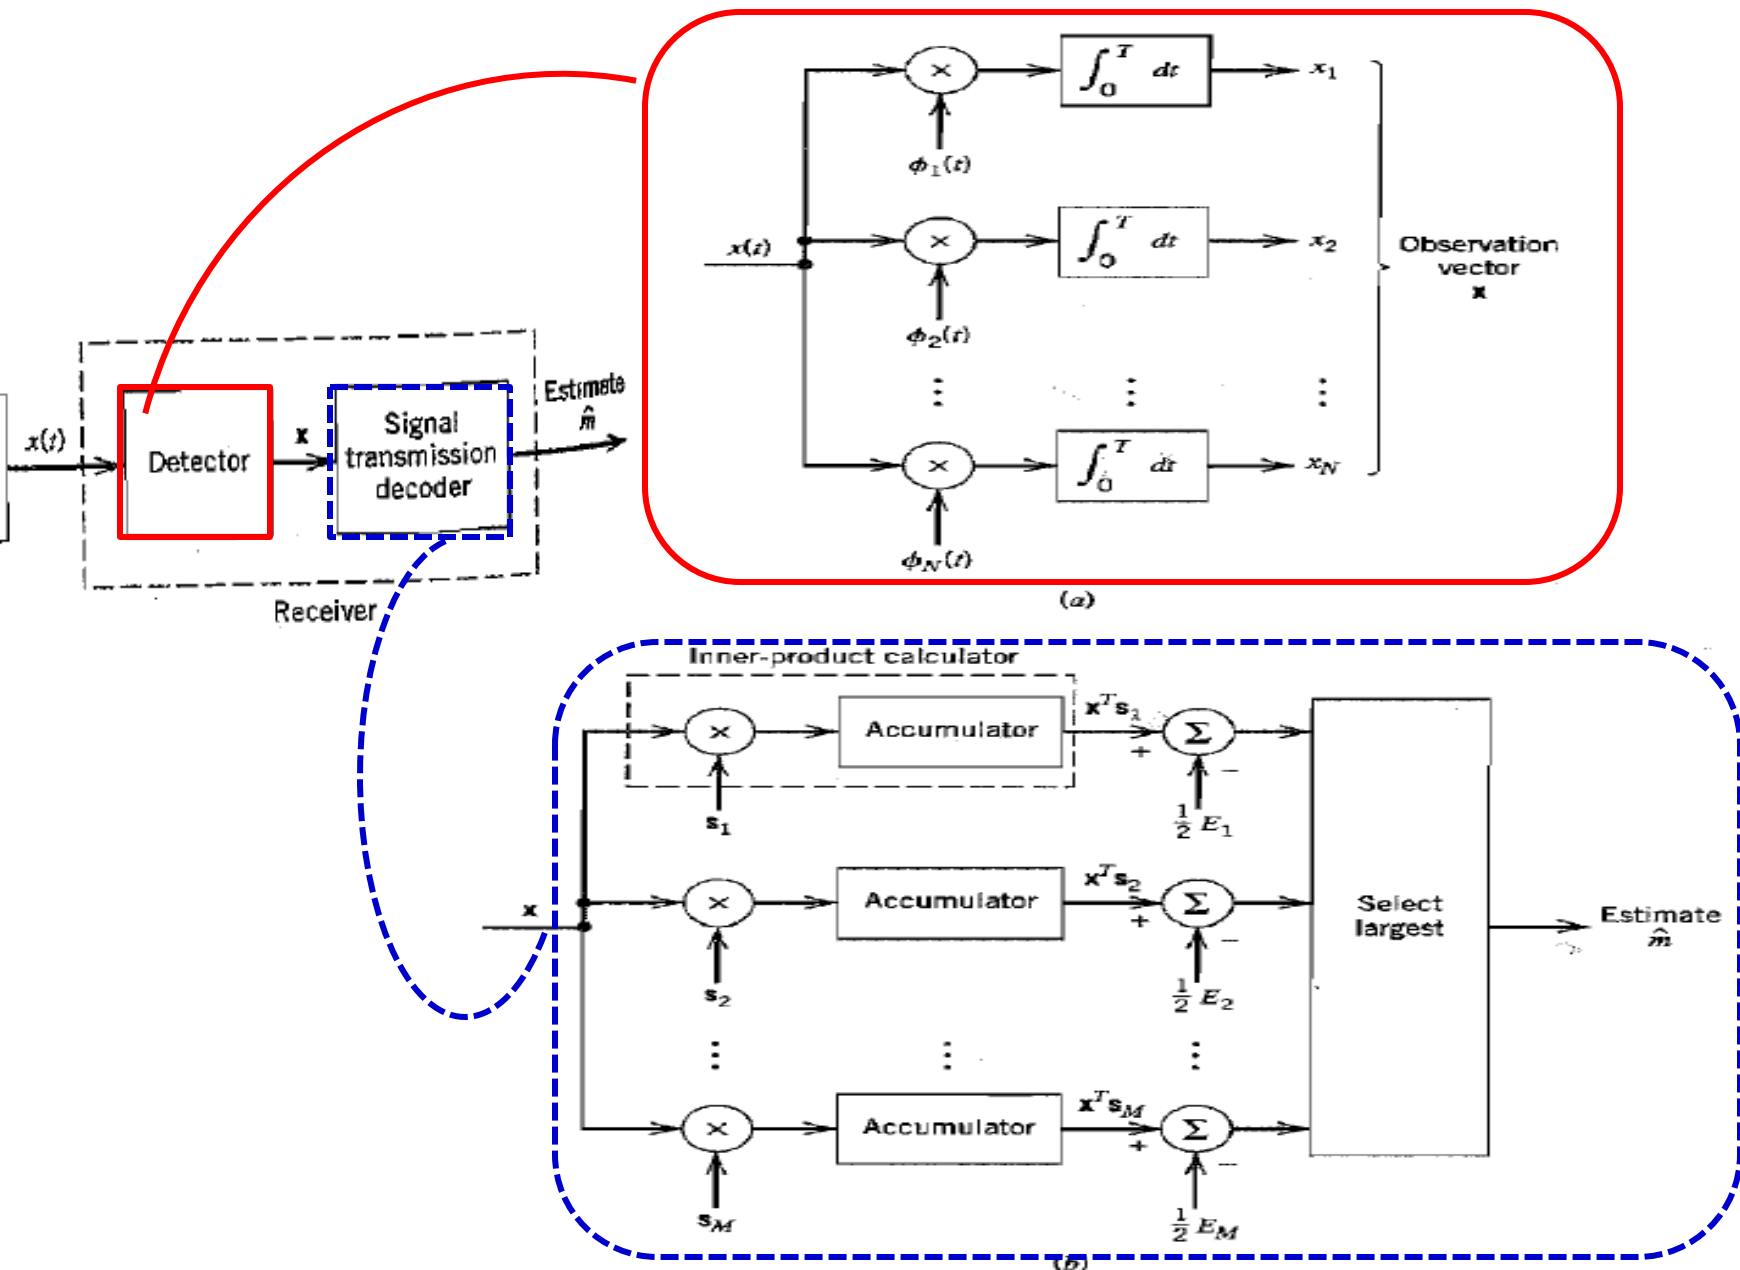 x(t)
Detector
x
Signal
transmission
decoder
Estimate
m̂
Receiver
×
∫₀ᵀ dt
x₁
ϕ₁(t)
x(t)
×
∫₀ᵀ dt
x₂
ϕ₂(t)
Observation
vector
x
⋮ ⋮ ⋮
×
∫₀ᵀ dt
x_N
ϕ_N(t)
(a)
Inner-product calculator
×
Accumulator
+
Σ
−
s₁
½ E₁
x
×
Accumulator
xᵀs₂
+
Σ
−
s₂
½ E₂
Select
largest
Estimate
m̂
⋮ ⋮ ⋮
×
Accumulator
xᵀs_M
+
Σ
−
s_M
½ E_M
(b)